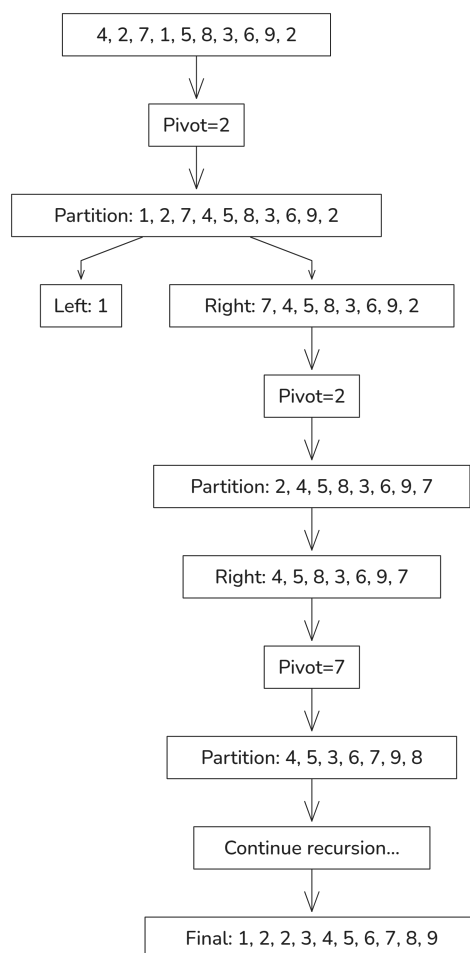 4, 2, 7, 1, 5, 8, 3, 6, 9, 2
Pivot=2
Partition: 1, 2, 7, 4, 5, 8, 3, 6, 9, 2
Left: 1
Right: 7, 4, 5, 8, 3, 6, 9, 2
Pivot=2
Partition: 2, 4, 5, 8, 3, 6, 9, 7
Right: 4, 5, 8, 3, 6, 9, 7
Pivot=7
Partition: 4, 5, 3, 6, 7, 9, 8
Continue recursion...
Final: 1, 2, 2, 3, 4, 5, 6, 7, 8, 9